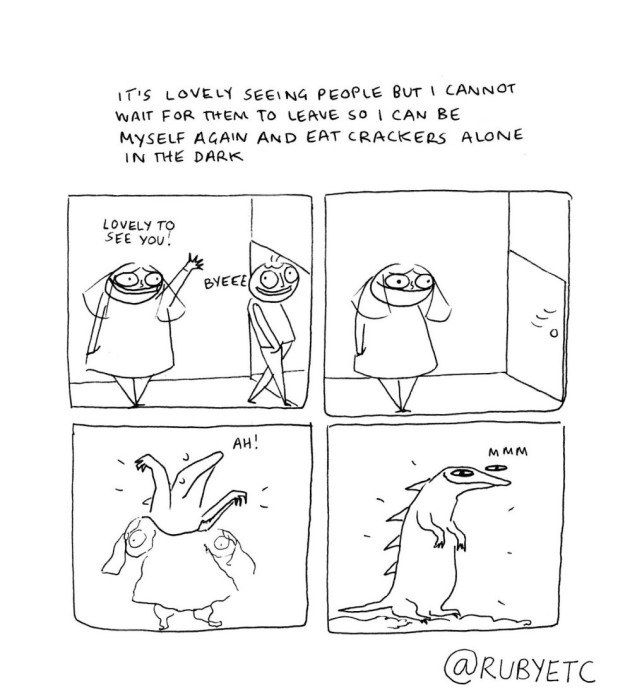 IT'S LOVELY SEEING PEOPLE BUT I CANNOT
WAIT FOR THEM TO LEAVE SO I CAN BE
MYSELF AGAIN AND EAT CRACKERS ALONE
IN THE DARK
LOVELY TO
SEE YOU!
BYEEE
AH!
MMM
@RUBYETC